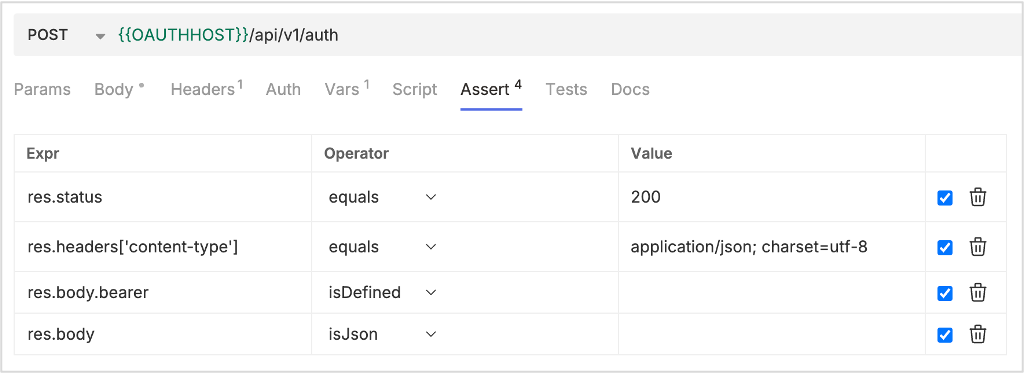 POST {{OAUTHHOST}}/api/v1/auth
Params Body • Headers 1 Auth Vars 1 Script Assert 4 Tests Docs
Expr Operator Value
res.status equals 200
res.headers['content-type'] equals application/json; charset=utf-8
res.body.bearer isDefined
res.body isJson